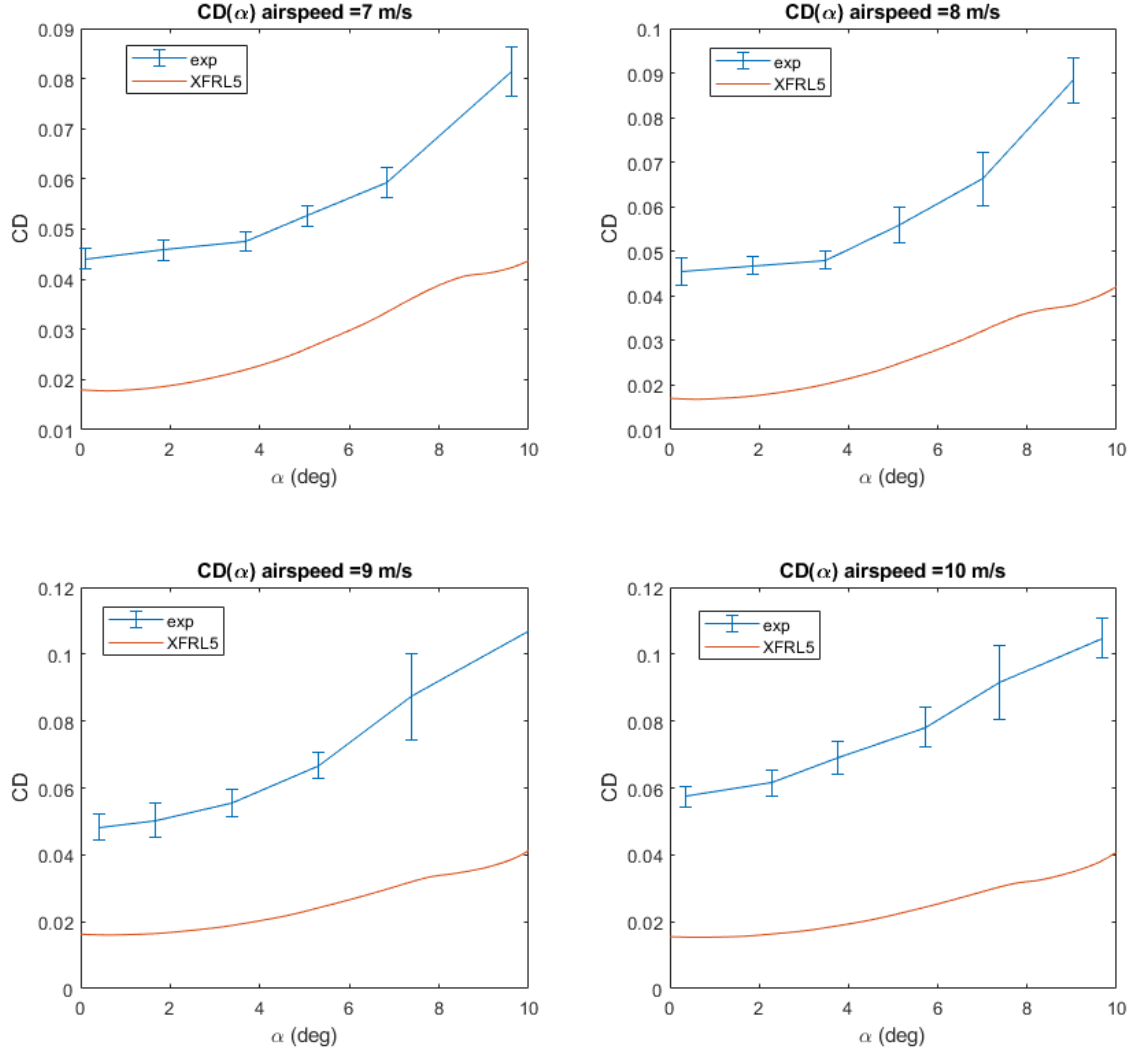 CD(α) airspeed =7 m/s
0.09
0.08
0.07
0.06
0.05
0.04
0.03
0.02
0.01
CD
exp
XFRL5
0 2 4 6 8 10
α (deg)
CD(α) airspeed =8 m/s
0.1
0.09
0.08
0.07
0.06
0.05
0.04
0.03
0.02
0.01
CD
exp
XFRL5
0 2 4 6 8 10
α (deg)
CD(α) airspeed =9 m/s
0.12
0.1
0.08
0.06
0.04
0.02
0
CD
exp
XFRL5
0 2 4 6 8 10
α (deg)
CD(α) airspeed =10 m/s
0.12
0.1
0.08
0.06
0.04
0.02
0
CD
exp
XFRL5
0 2 4 6 8 10
α (deg)